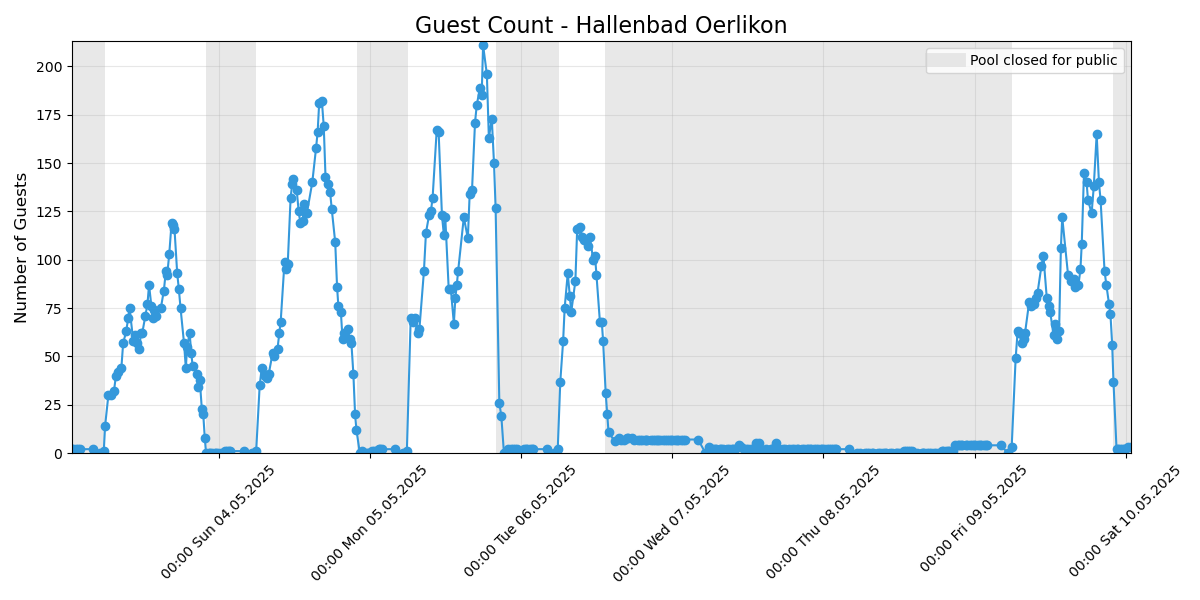 Guest Count - Hallenbad Oerlikon
Pool closed for public
Number of Guests
200
175
150
125
100
75
50
25
0
00:00 Sun 04.05.2025
00:00 Mon 05.05.2025
00:00 Tue 06.05.2025
00:00 Wed 07.05.2025
00:00 Thu 08.05.2025
00:00 Fri 09.05.2025
00:00 Sat 10.05.2025